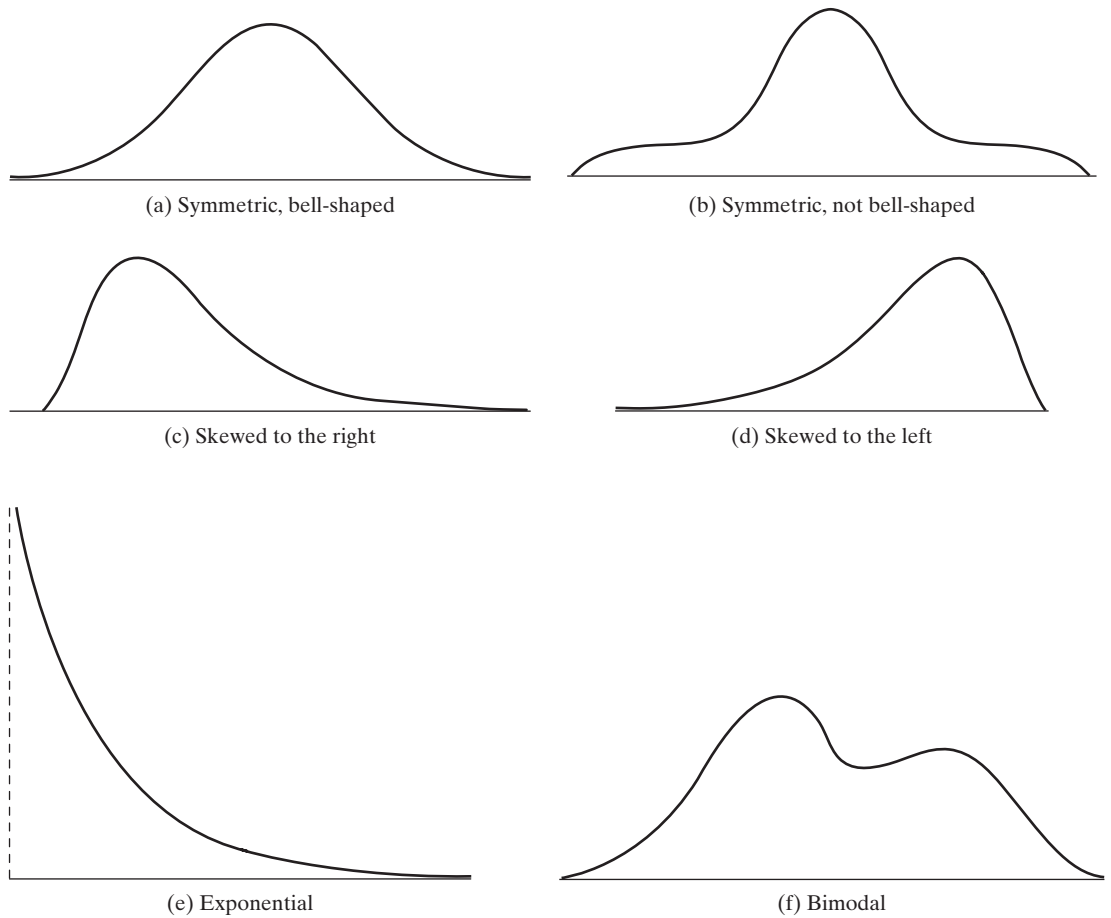 (a) Symmetric, bell-shaped
(b) Symmetric, not bell-shaped
(c) Skewed to the right
(d) Skewed to the left
(e) Exponential
(f) Bimodal